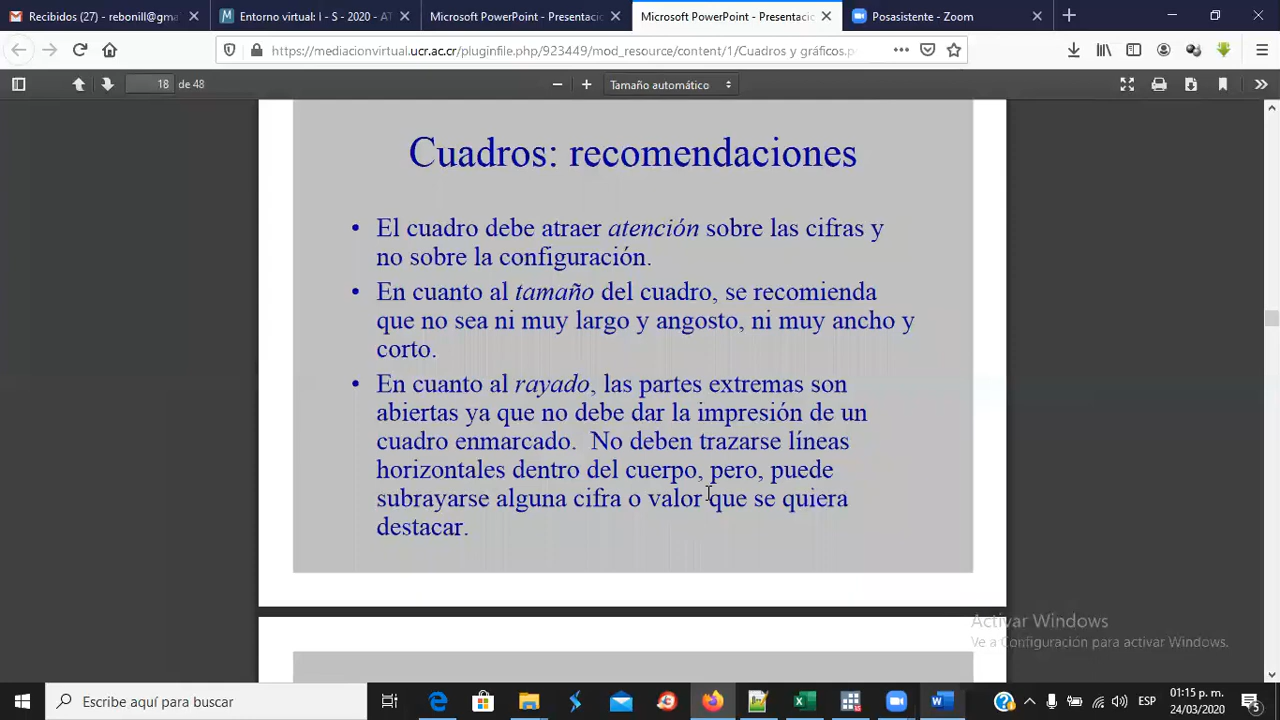 Recibidos (27) - rebonill@gma
Entorno virtual: I - S - 2020 - AT
Microsoft PowerPoint - Presentacio
Microsoft PowerPoint - Presentacio
Posasistente - Zoom
https://mediacionvirtual.ucr.ac.cr/pluginfile.php/923449/mod_resource/content/1/Cuadros y gráficos.p
18 de 48
Tamaño automático
Cuadros: recomendaciones
• El cuadro debe atraer atención sobre las cifras y
no sobre la configuración.
• En cuanto al tamaño del cuadro, se recomienda
que no sea ni muy largo y angosto, ni muy ancho y
corto.
• En cuanto al rayado, las partes extremas son
abiertas ya que no debe dar la impresión de un
cuadro enmarcado. No deben trazarse líneas
horizontales dentro del cuerpo, pero, puede
subrayarse alguna cifra o valor que se quiera
destacar.
Activar Windows
Ve a Configuración para activar Windows.
Escribe aquí para buscar
ESP
01:15 p. m.
24/03/2020
5